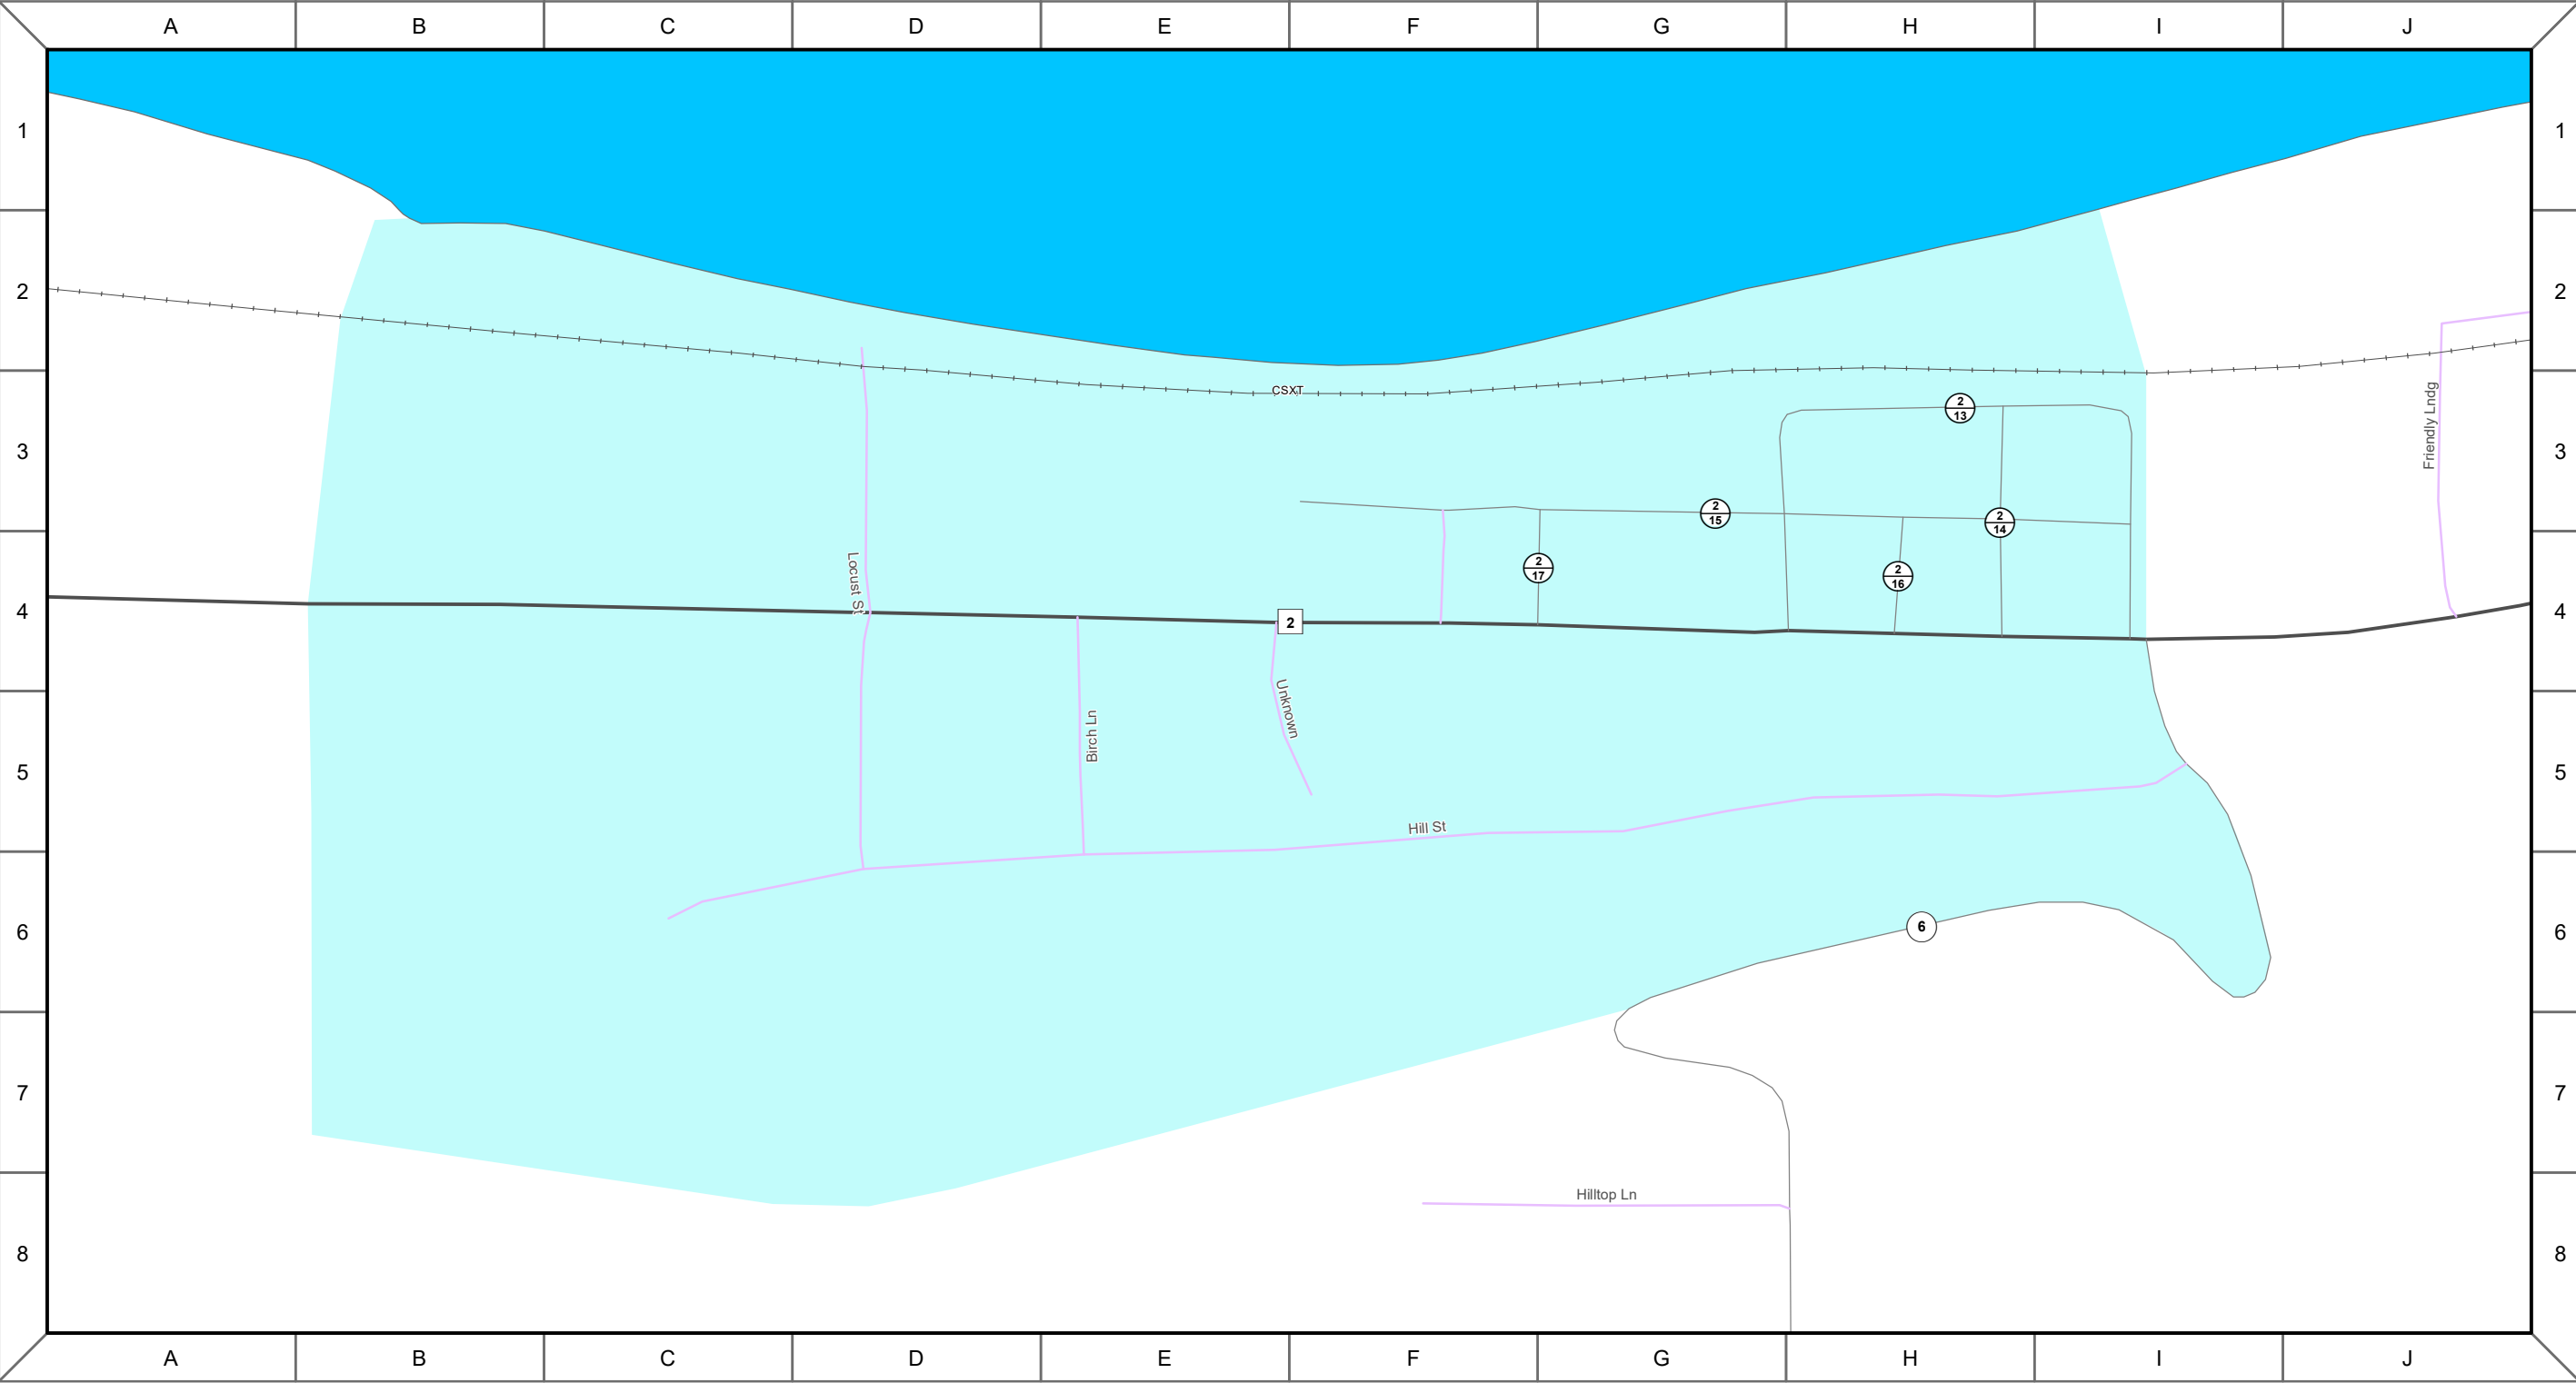 A B C D E F G H I J
1 1
2 2
CSXT
2
13
3 Friendly Lndg 3
2
15
2
14
Locust St
2
17
2
16
4 2 4
Unknown
Birch Ln
5 5
Hill St
6 6 6
7 7
Hilltop Ln
8 8
A B C D E F G H I J